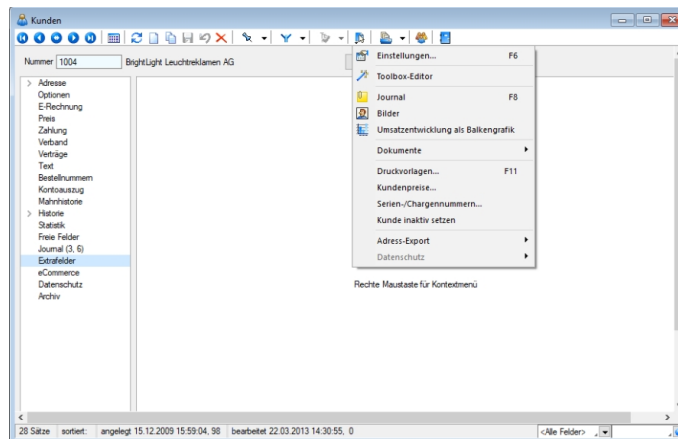 Kunden
Nummer 1004 BrightLight Leuchtreklamen AG
Adresse
Optionen
E-Rechnung
Preis
Zahlung
Verband
Verträge
Text
Bestellnummern
Kontoauszug
Mahnhistorie
Historie
Statistik
Freie Felder
Journal (3, 6)
Extrafelder
eCommerce
Datenschutz
Archiv
Einstellungen... F6
Toolbox-Editor
Journal F8
Bilder
Umsatzentwicklung als Balkengrafik
Dokumente
Druckvorlagen... F11
Kundenpreise...
Serien-/Chargennummern...
Kunde inaktiv setzen
Adress-Export
Datenschutz
Rechte Maustaste für Kontextmenü
28 Sätze sortiert: angelegt 15.12.2009 15:59:04, 98 bearbeitet 22.03.2013 14:30:55, 0 <Alle Felder>